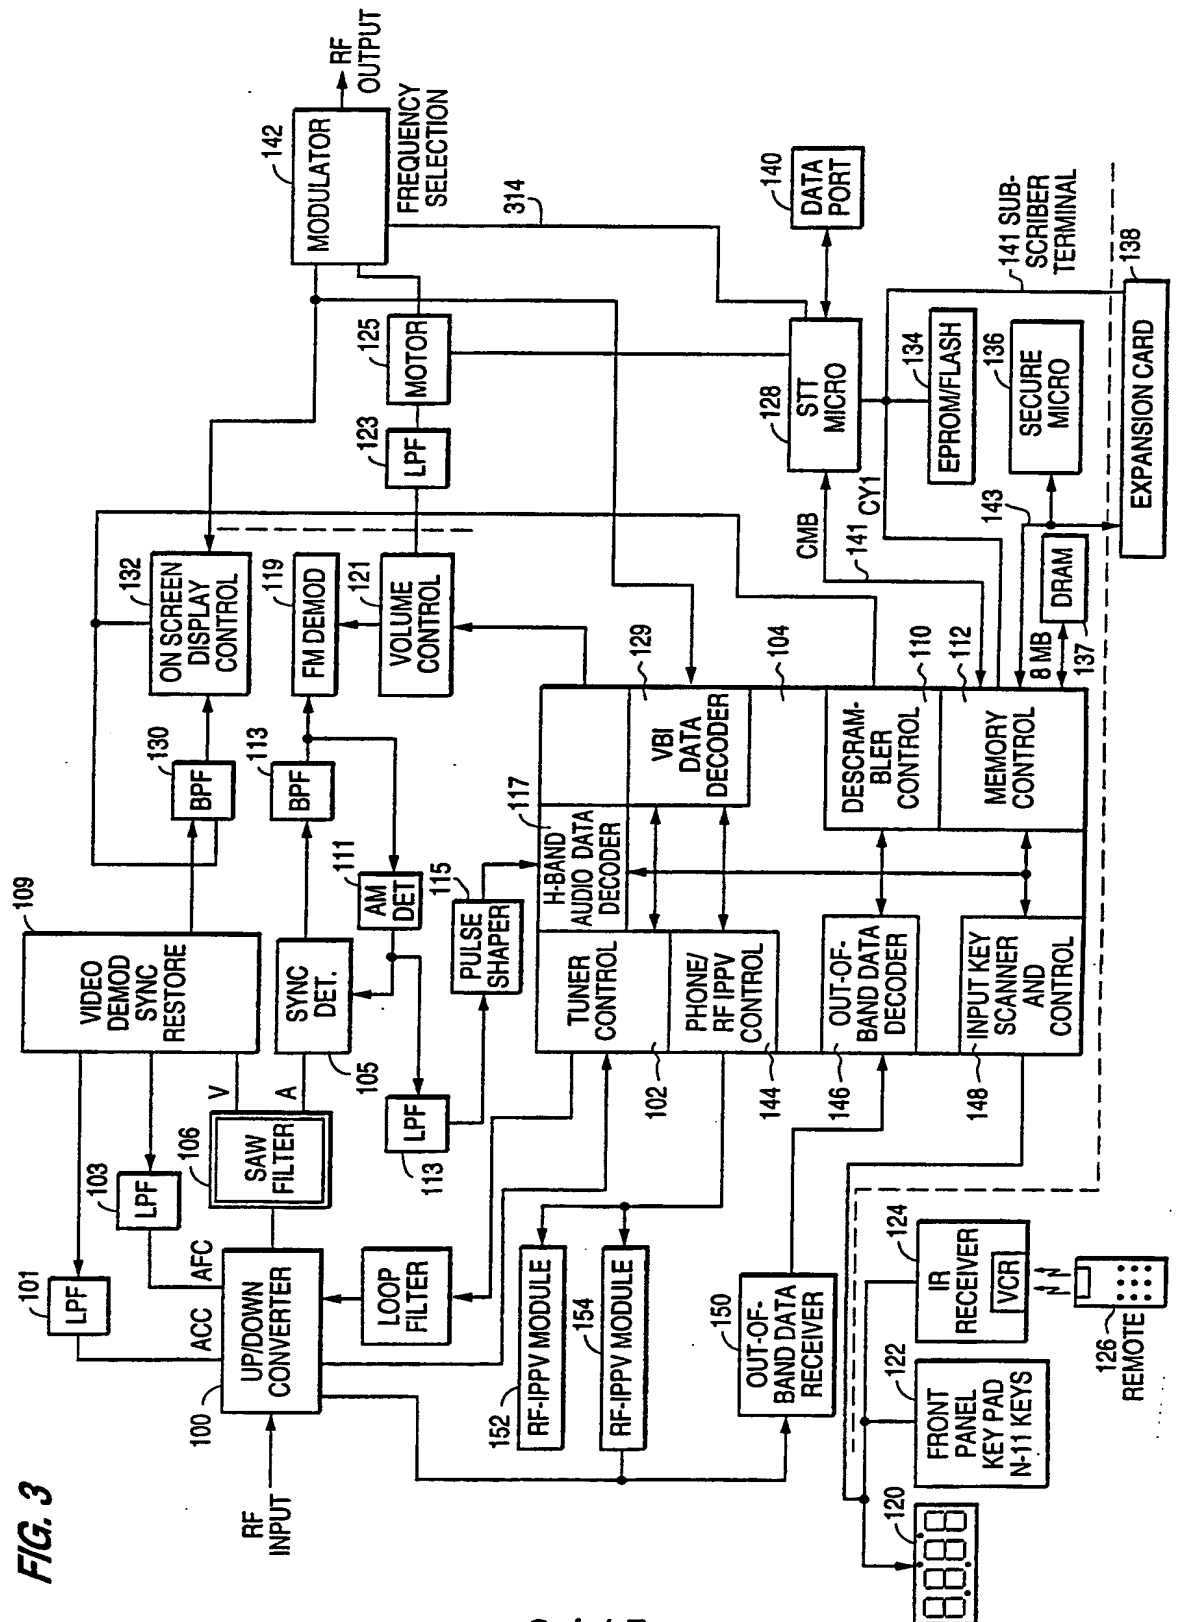 FIG. 3
RF
INPUT
100
UP/DOWN
CONVERTER
ACC
AFC
101
LPF
103
LPF
106
SAW
FILTER
V
A
109
VIDEO
DEMOD
SYNC
RESTORE
SYNC
DET.
105
LOOP
FILTER
LPF
113
130
BPF
113
BPF
111
AM
DET
115
PULSE
SHAPER
132
ON SCREEN
DISPLAY
CONTROL
119
FM DEMOD
121
VOLUME
CONTROL
123
LPF
125
MOTOR
142
MODULATOR
RF
OUTPUT
FREQUENCY
SELECTION
314
117
H-BAND
AUDIO DATA
DECODER
TUNER
CONTROL
102
PHONE/
RF IPPV
CONTROL
144
129
VBI
DATA
DECODER
104
OUT-OF-
BAND DATA
DECODER
146
DESCRAM-
BLER
CONTROL
110
INPUT KEY
SCANNER
AND
CONTROL
148
MEMORY
CONTROL
112
152
RF-IPPV MODULE
154
RF-IPPV MODULE
OUT-OF-
BAND DATA
RECEIVER
150
128
STT
MICRO
140
DATA
PORT
CMB
141
CY1
134
EPROM/FLASH
136
SECURE
MICRO
143
8 MB
DRAM
137
141 SUB-
SCRIBER
TERMINAL
138
EXPANSION CARD
120
88:88
122
FRONT
PANEL
KEY PAD
N-11 KEYS
124
IR
RECEIVER
VCR
126
REMOTE